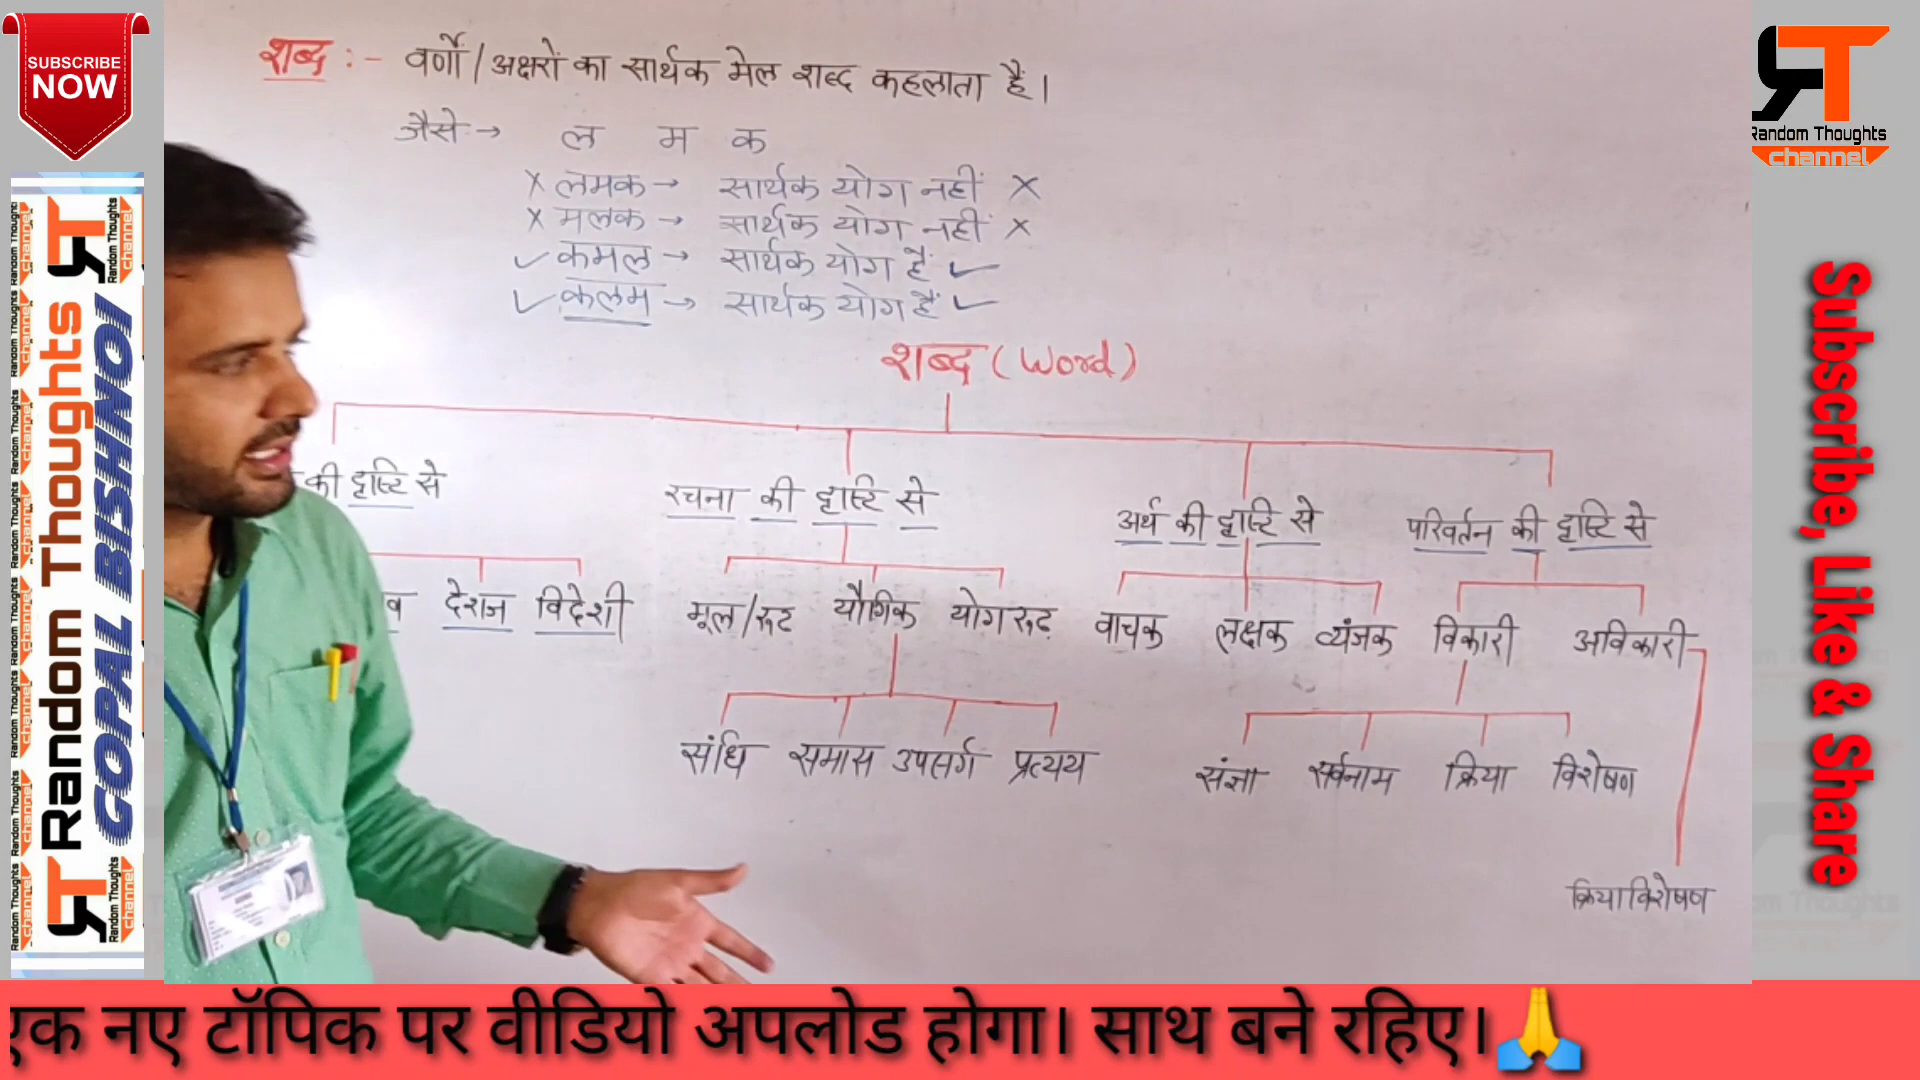 SUBSCRIBE
NOW
शब्द :- वर्णों/अक्षरों का सार्थक मेल शब्द कहलाता है।
जैसे → ल म क
× लमक → सार्थक योग नहीं ×
× मलक → सार्थक योग नहीं ×
✓ कमल → सार्थक योग है ✓
✓ कलम → सार्थक योग है ✓
शब्द (Word)
की दृष्टि से रचना की दृष्टि से अर्थ की दृष्टि से परिवर्तन की दृष्टि से
व देशज विदेशी मूल/रूढ़ यौगिक योगरूढ़ वाचक लक्षक व्यंजक विकारी अविकारी
संधि समास उपसर्ग प्रत्यय संज्ञा सर्वनाम क्रिया विशेषण
क्रियाविशेषण
RT
Random Thoughts
channel
Random Thoughts
GOPAL BISHNOI
Subscribe, Like & Share
एक नए टॉपिक पर वीडियो अपलोड होगा। साथ बने रहिए।🙏